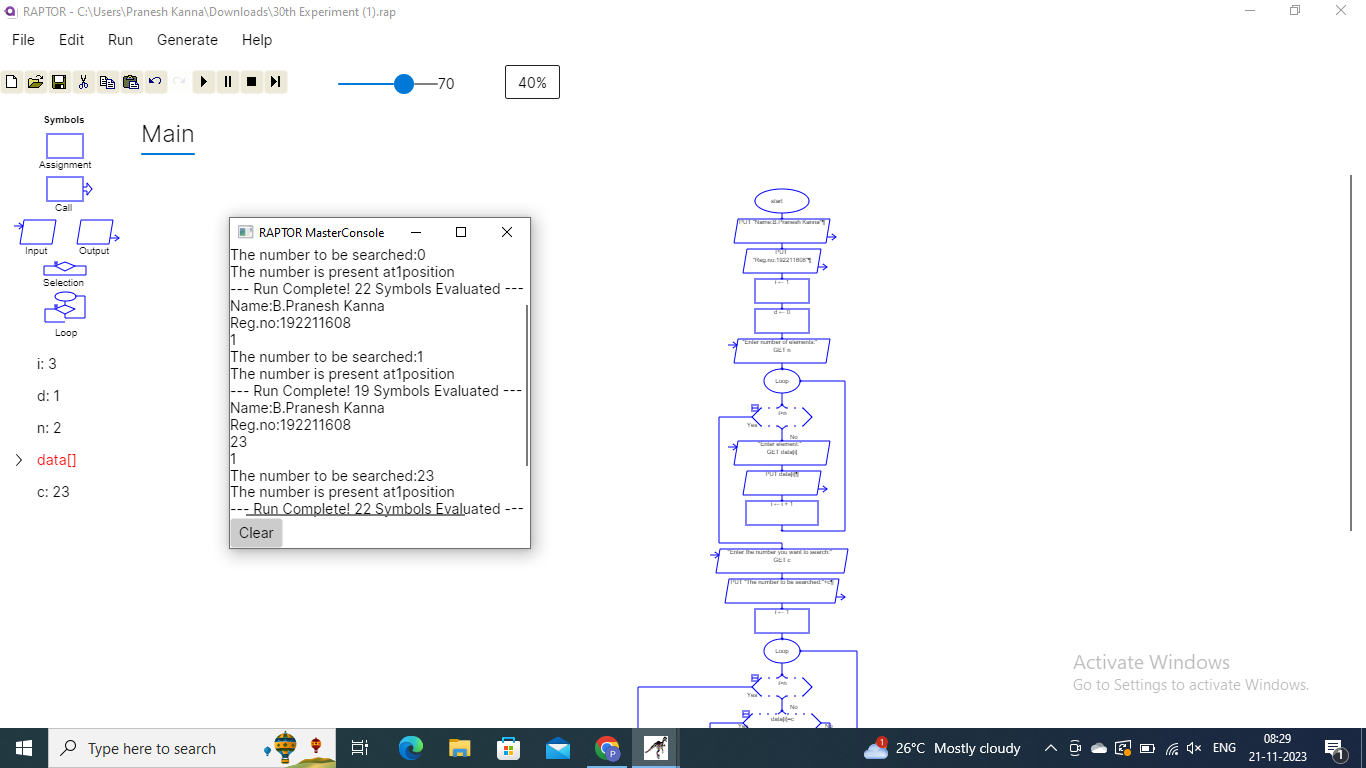 RAPTOR - C:\Users\Pranesh Kanna\Downloads\30th Experiment (1).rap
File Edit Run Generate Help
70
40%
Symbols
Assignment
Call
Input Output
Selection
Loop
i: 3
d: 1
n: 2
data[]
c: 23
Main
RAPTOR MasterConsole
The number to be searched:0
The number is present at1position
--- Run Complete! 22 Symbols Evaluated ---
Name:B.Pranesh Kanna
Reg.no:192211608
1
The number to be searched:1
The number is present at1position
--- Run Complete! 19 Symbols Evaluated ---
Name:B.Pranesh Kanna
Reg.no:192211608
23
1
The number to be searched:23
The number is present at1position
--- Run Complete! 22 Symbols Evaluated ---
Clear
start
PUT "Name:B.Pranesh Kanna"¶
PUT
"Reg.no:192211608"¶
i ← 1
d ← 0
"Enter number of elements:"
GET n
Loop
Yes
No
"Enter element:"
GET data[i]
PUT data[i]¶
i ← i + 1
"Enter the number you want to search:"
GET c
PUT "The number to be searched:"+c¶
i ← 1
Loop
Yes
No
data[i]=c
Yes
No
Activate Windows
Go to Settings to activate Windows.
Type here to search
1
26°C Mostly cloudy
ENG
08:29
21-11-2023
1